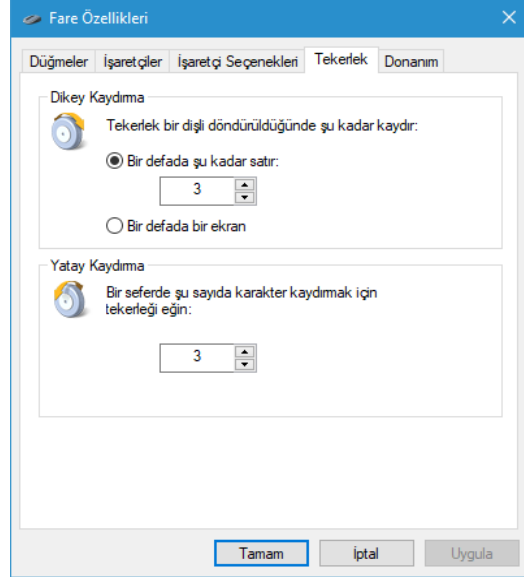 Fare Özellikleri
Düğmeler İşaretçiler İşaretçi Seçenekleri Tekerlek Donanım
Dikey Kaydırma
Tekerlek bir dişli döndürüldüğünde şu kadar kaydır:
Bir defada şu kadar satır:
3
Bir defada bir ekran
Yatay Kaydırma
Bir seferde şu sayıda karakter kaydırmak için
tekerleği eğin:
3
Tamam İptal Uygula